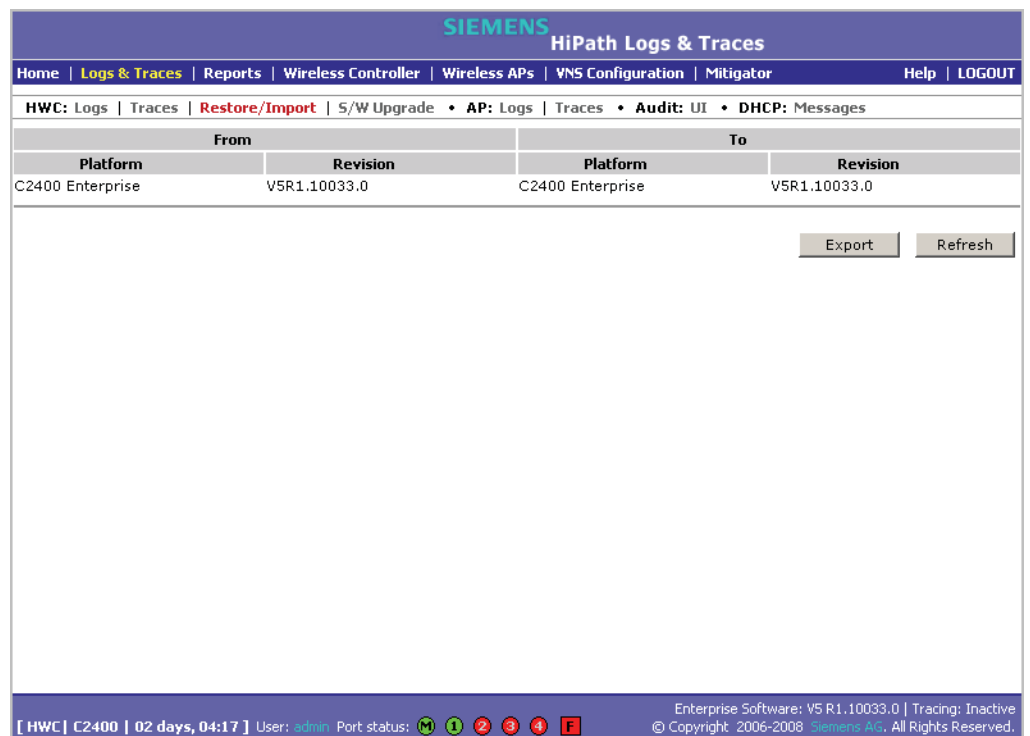 SIEMENS
HiPath Logs & Traces
Home | Logs & Traces | Reports | Wireless Controller | Wireless APs | VNS Configuration | Mitigator Help | LOGOUT
HWC: Logs | Traces | Restore/Import | S/W Upgrade • AP: Logs | Traces • Audit: UI • DHCP: Messages
From To
Platform Revision Platform Revision
C2400 Enterprise V5R1.10033.0 C2400 Enterprise V5R1.10033.0
Export Refresh
Enterprise Software: V5 R1.10033.0 | Tracing: Inactive
[ HWC | C2400 | 02 days, 04:17 ] User: admin Port status: M 1 2 3 4 F © Copyright 2006-2008 Siemens AG. All Rights Reserved.